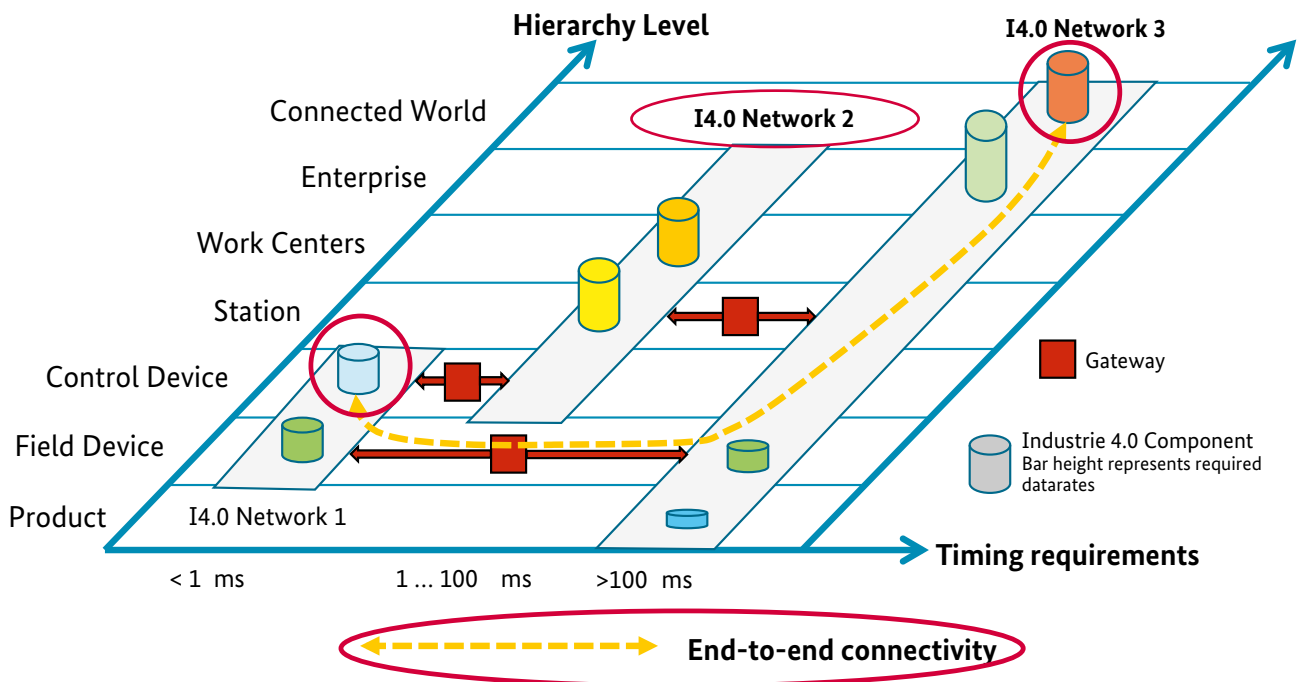 Hierarchy Level
I4.0 Network 3
Connected World
I4.0 Network 2
Enterprise
Work Centers
Station
Control Device
Gateway
Field Device
Industrie 4.0 Component
Bar height represents required
datarates
Product
I4.0 Network 1
Timing requirements
< 1 ms
1 ... 100 ms
>100 ms
End-to-end connectivity